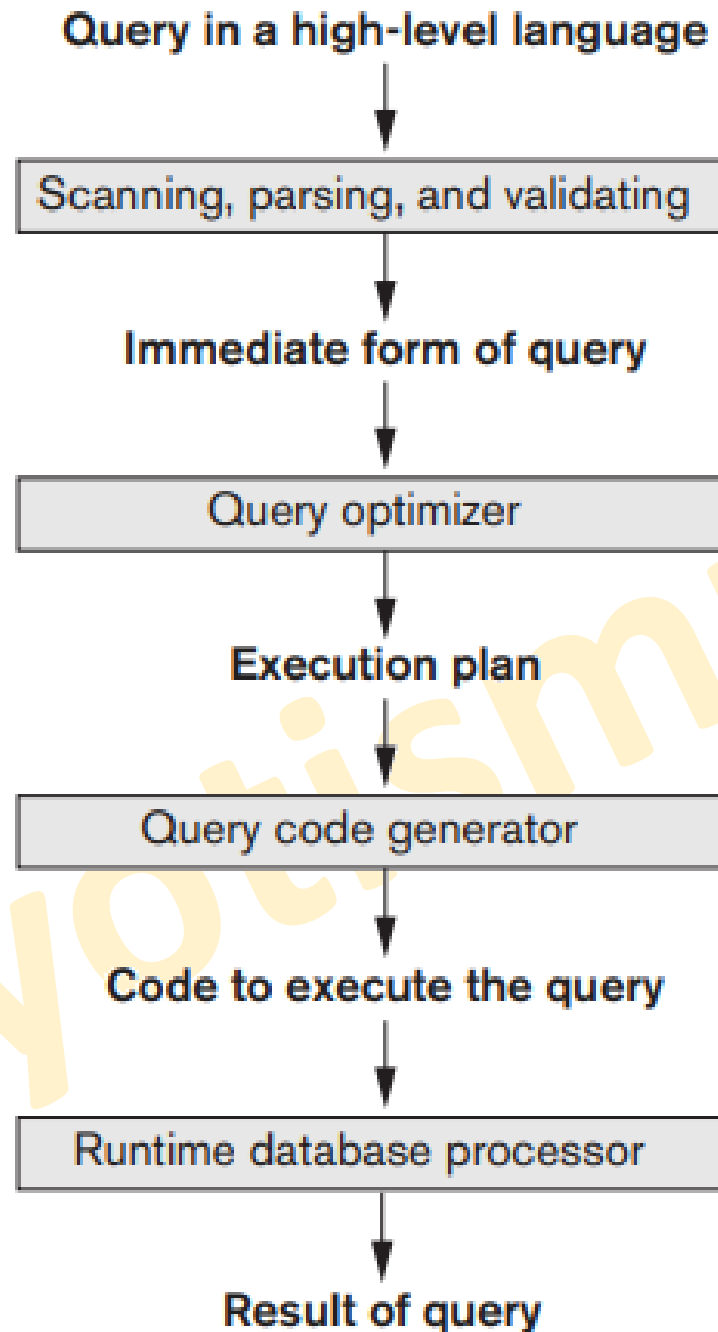 Query in a high-level language
Scanning, parsing, and validating
Immediate form of query
Query optimizer
Execution plan
Query code generator
Code to execute the query
Runtime database processor
Result of query